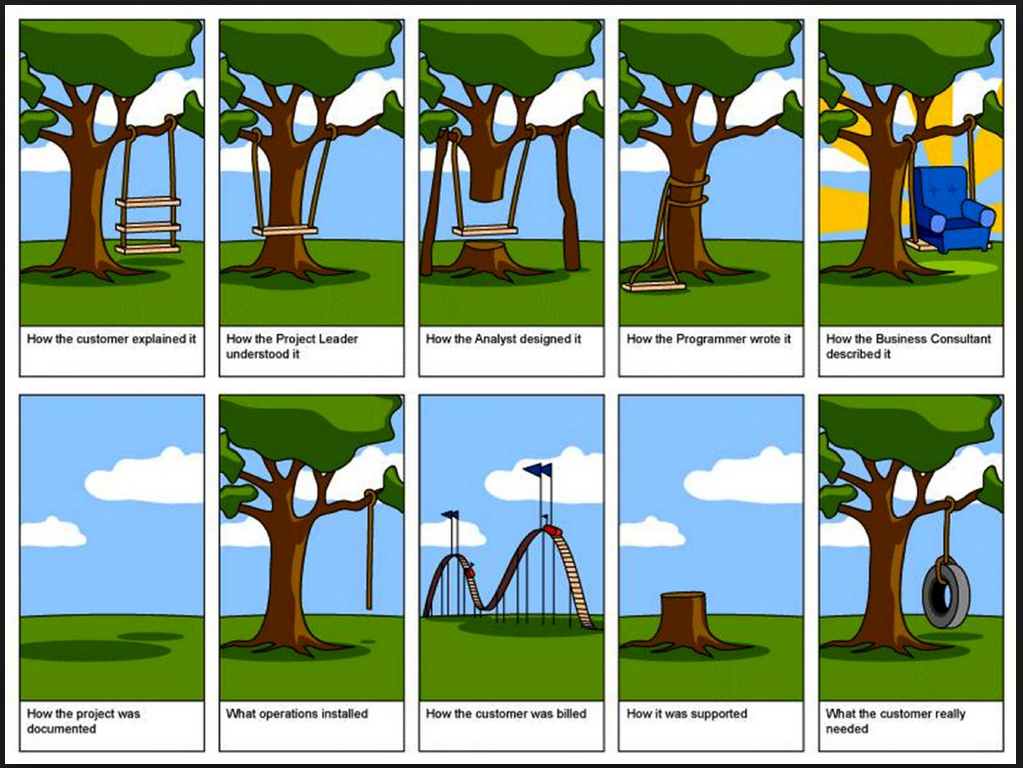 How the customer explained it
How the Project Leader
understood it
How the Analyst designed it
How the Programmer wrote it
How the Business Consultant
described it
How the project was
documented
What operations installed
How the customer was billed
How it was supported
What the customer really
needed